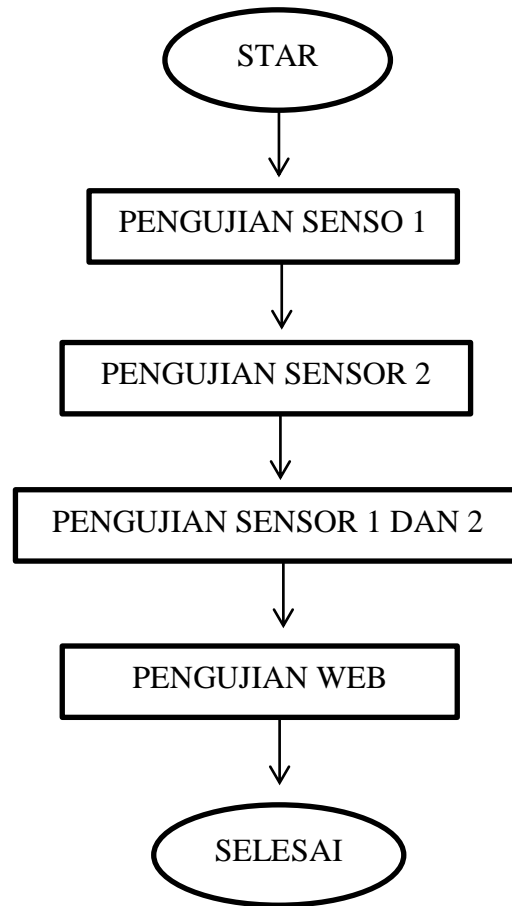 STAR
PENGUJIAN SENSO 1
PENGUJIAN SENSOR 2
PENGUJIAN SENSOR 1 DAN 2
PENGUJIAN WEB
SELESAI